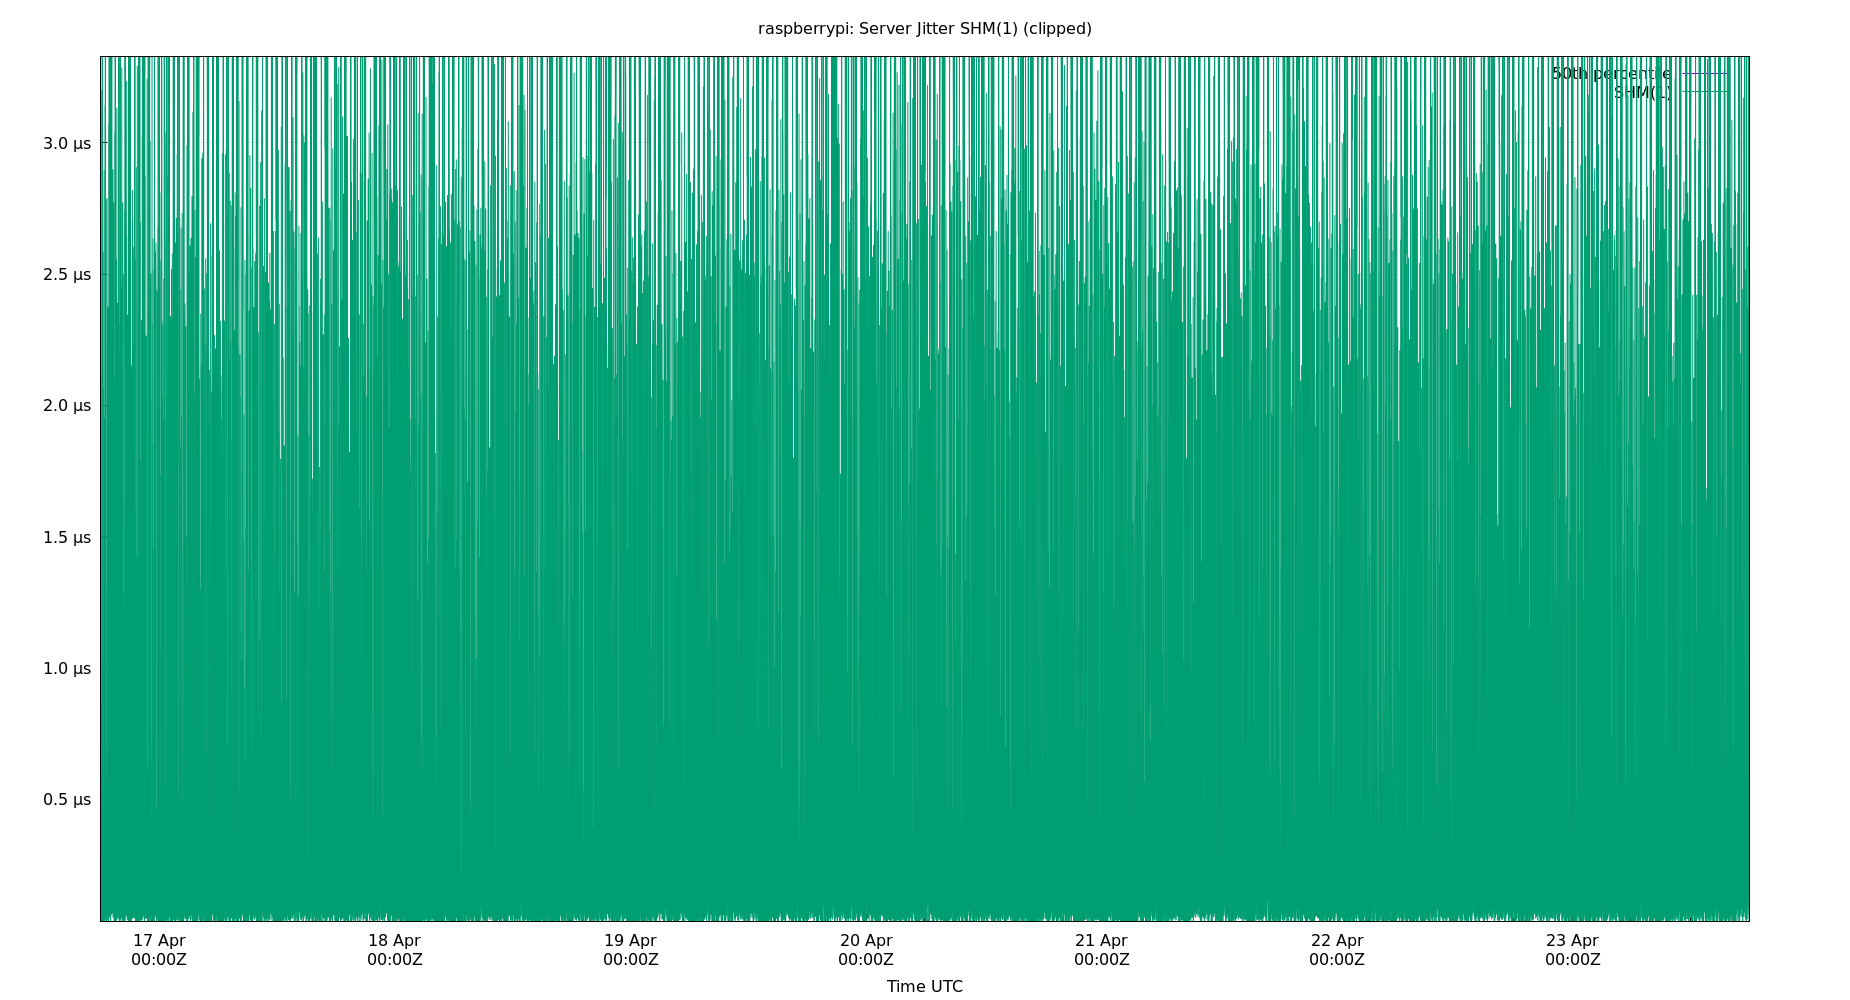 raspberrypi: Server Jitter SHM(1) (clipped)
50th percentile
SHM(1)
3.0 µs
2.5 µs
2.0 µs
1.5 µs
1.0 µs
0.5 µs
17 Apr 18 Apr 19 Apr 20 Apr 21 Apr 22 Apr 23 Apr
00:00Z 00:00Z 00:00Z 00:00Z 00:00Z 00:00Z 00:00Z
Time UTC